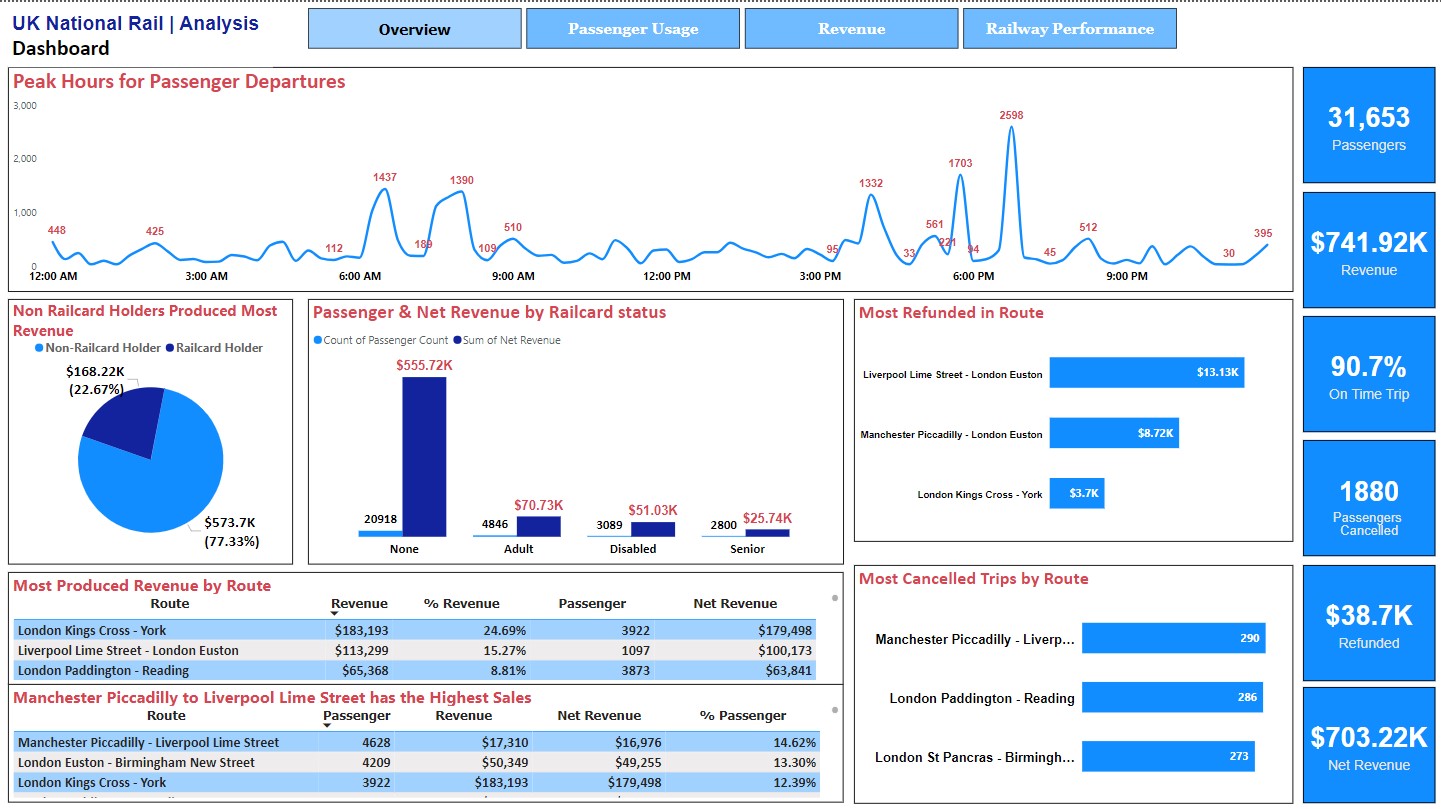 UK National Rail | Analysis
Dashboard
Overview
Passenger Usage
Revenue
Railway Performance
Peak Hours for Passenger Departures
3,000
2,000
1,000
0
448
425
112
1437
189
1390
109
510
95
1332
33
561
221
1703
94
2598
45
512
30
395
12:00 AM
3:00 AM
6:00 AM
9:00 AM
12:00 PM
3:00 PM
6:00 PM
9:00 PM
31,653
Passengers
$741.92K
Revenue
90.7%
On Time Trip
1880
Passengers
Cancelled
$38.7K
Refunded
$703.22K
Net Revenue
Non Railcard Holders Produced Most
Revenue
Non-Railcard Holder Railcard Holder
$168.22K
(22.67%)
$573.7K
(77.33%)
Passenger & Net Revenue by Railcard status
Count of Passenger Count Sum of Net Revenue
20918
$555.72K
None
4846
$70.73K
Adult
3089
$51.03K
Disabled
2800
$25.74K
Senior
Most Refunded in Route
Liverpool Lime Street - London Euston $13.13K
Manchester Piccadilly - London Euston $8.72K
London Kings Cross - York $3.7K
Most Produced Revenue by Route
Route Revenue % Revenue Passenger Net Revenue
London Kings Cross - York $183,193 24.69% 3922 $179,498
Liverpool Lime Street - London Euston $113,299 15.27% 1097 $100,173
London Paddington - Reading $65,368 8.81% 3873 $63,841
Manchester Piccadilly to Liverpool Lime Street has the Highest Sales
Route Passenger Revenue Net Revenue % Passenger
Manchester Piccadilly - Liverpool Lime Street 4628 $17,310 $16,976 14.62%
London Euston - Birmingham New Street 4209 $50,349 $49,255 13.30%
London Kings Cross - York 3922 $183,193 $179,498 12.39%
Most Cancelled Trips by Route
Manchester Piccadilly - Liverp... 290
London Paddington - Reading 286
London St Pancras - Birmingh... 273